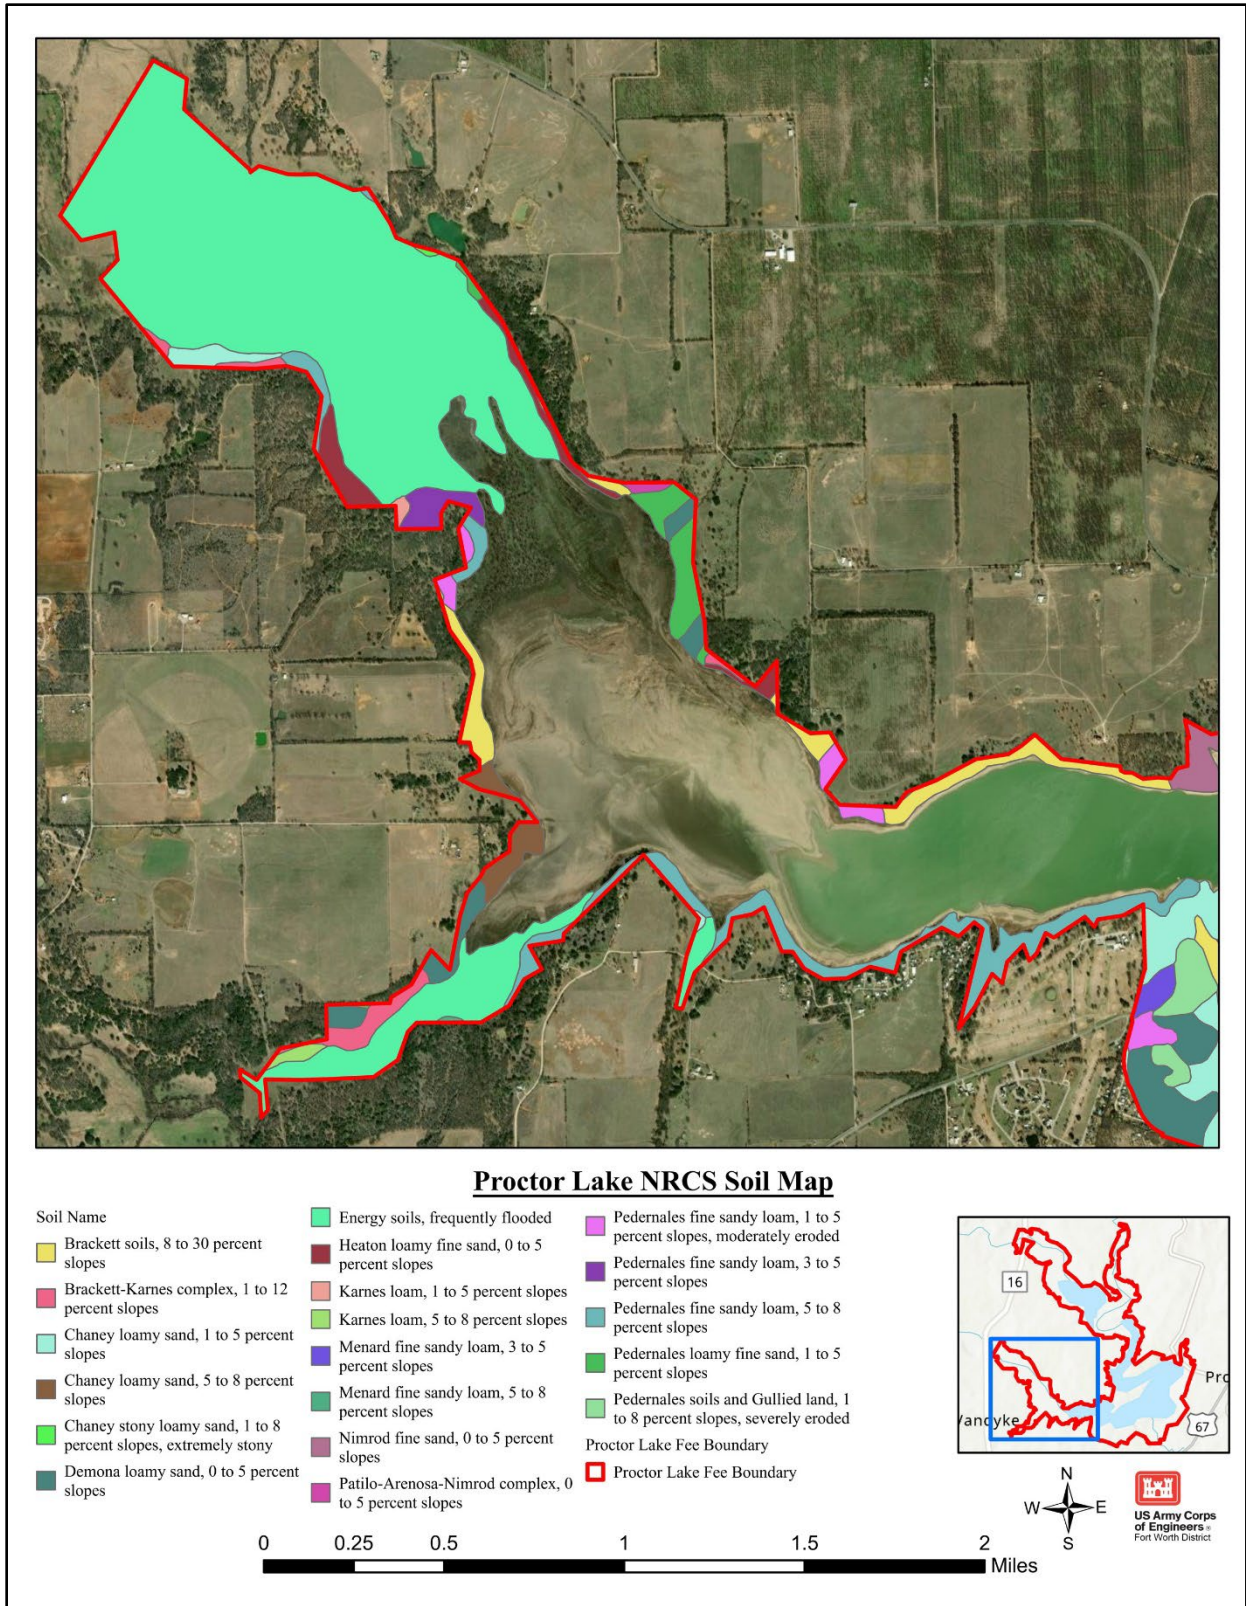 Proctor Lake NRCS Soil Map
Soil Name
Brackett soils, 8 to 30 percent
slopes
Brackett-Karnes complex, 1 to 12
percent slopes
Chaney loamy sand, 1 to 5 percent
slopes
Chaney loamy sand, 5 to 8 percent
slopes
Chaney stony loamy sand, 1 to 8
percent slopes, extremely stony
Demona loamy sand, 0 to 5 percent
slopes
Energy soils, frequently flooded
Heaton loamy fine sand, 0 to 5
percent slopes
Karnes loam, 1 to 5 percent slopes
Karnes loam, 5 to 8 percent slopes
Menard fine sandy loam, 3 to 5
percent slopes
Menard fine sandy loam, 5 to 8
percent slopes
Nimrod fine sand, 0 to 5 percent
slopes
Patilo-Arenosa-Nimrod complex, 0
to 5 percent slopes
Pedernales fine sandy loam, 1 to 5
percent slopes, moderately eroded
Pedernales fine sandy loam, 3 to 5
percent slopes
Pedernales fine sandy loam, 5 to 8
percent slopes
Pedernales loamy fine sand, 1 to 5
percent slopes
Pedernales soils and Gullied land, 1
to 8 percent slopes, severely eroded
Proctor Lake Fee Boundary
Proctor Lake Fee Boundary
16
Vandyke
Pro
67
N
W E
S
US Army Corps
of Engineers ®
Fort Worth District
0 0.25 0.5 1 1.5 2
Miles